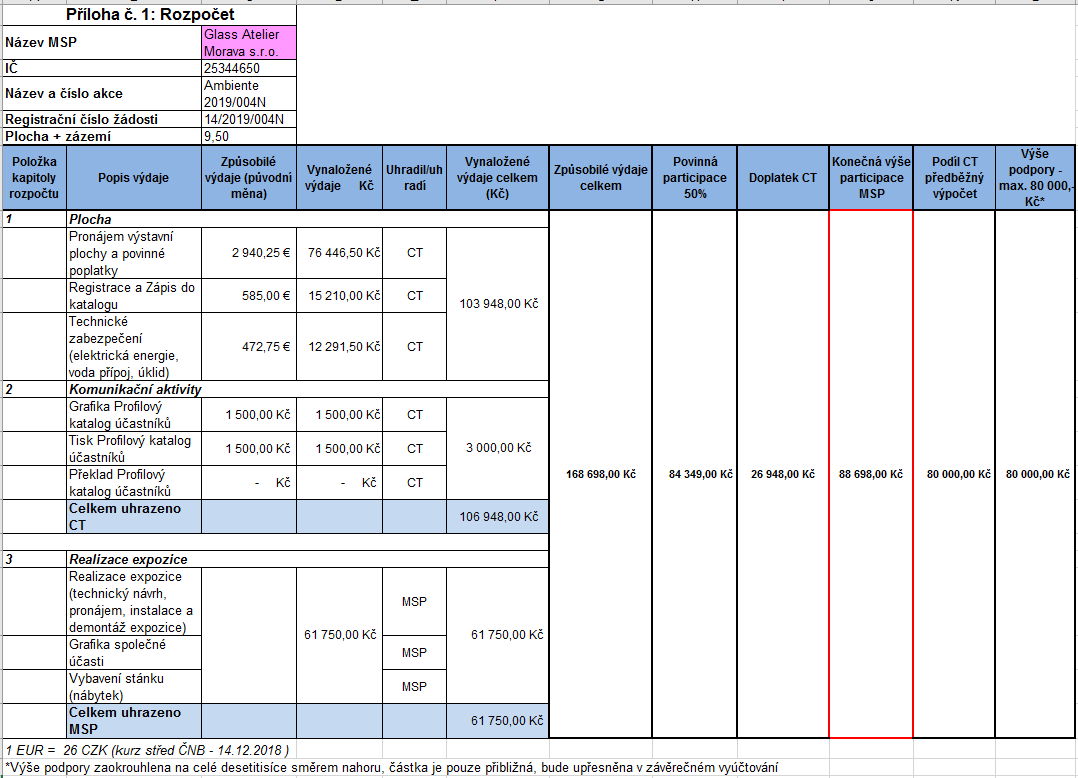 Příloha č. 1: Rozpočet
Název MSP
Glass Atelier
Morava s.r.o.
IČ
25344650
Název a číslo akce
Ambiente
2019/004N
Registrační číslo žádosti
14/2019/004N
Plocha + zázemí
9,50
Položka
kapitoly
rozpočtu
Popis výdaje
Způsobilé
výdaje (původní
měna)
Vynaložené
výdaje Kč
Uhradil/uh
radí
Vynaložené
výdaje celkem
(Kč)
Způsobilé výdaje
celkem
Povinná
participace
50%
Doplatek CT
Konečná výše
participace
MSP
Podíl CT
předběžný
výpočet
Výše
podpory -
max. 80 000,-
Kč*
1
Plocha
Pronájem výstavní
plochy a povinné
poplatky
2 940,25 €
76 446,50 Kč
CT
Registrace a Zápis do
katalogu
585,00 €
15 210,00 Kč
CT
103 948,00 Kč
Technické
zabezpečení
(elektrická energie,
voda přípoj, úklid)
472,75 €
12 291,50 Kč
CT
2
Komunikační aktivity
Grafika Profilový
katalog účastníků
1 500,00 Kč
1 500,00 Kč
CT
Tisk Profilový katalog
účastníků
1 500,00 Kč
1 500,00 Kč
CT
3 000,00 Kč
Překlad Profilový
katalog účastníků
- Kč
- Kč
CT
168 698,00 Kč
84 349,00 Kč
26 948,00 Kč
88 698,00 Kč
80 000,00 Kč
80 000,00 Kč
Celkem uhrazeno
CT
106 948,00 Kč
3
Realizace expozice
Realizace expozice
(technický návrh,
pronájem, instalace a
demontáž expozice)
MSP
61 750,00 Kč
61 750,00 Kč
Grafika společné
účasti
MSP
Vybavení stánku
(nábytek)
MSP
Celkem uhrazeno
MSP
61 750,00 Kč
1 EUR = 26 CZK (kurz střed ČNB - 14.12.2018 )
*Výše podpory zaokrouhlena na celé desetitisíce směrem nahoru, částka je pouze přibližná, bude upřesněna v závěrečném vyúčtování